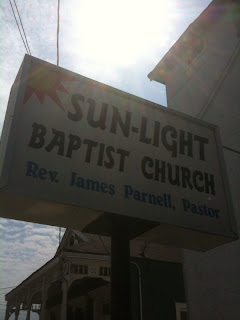 SUN-LIGHT
BAPTIST CHURCH
Rev. James Parnell, Pastor